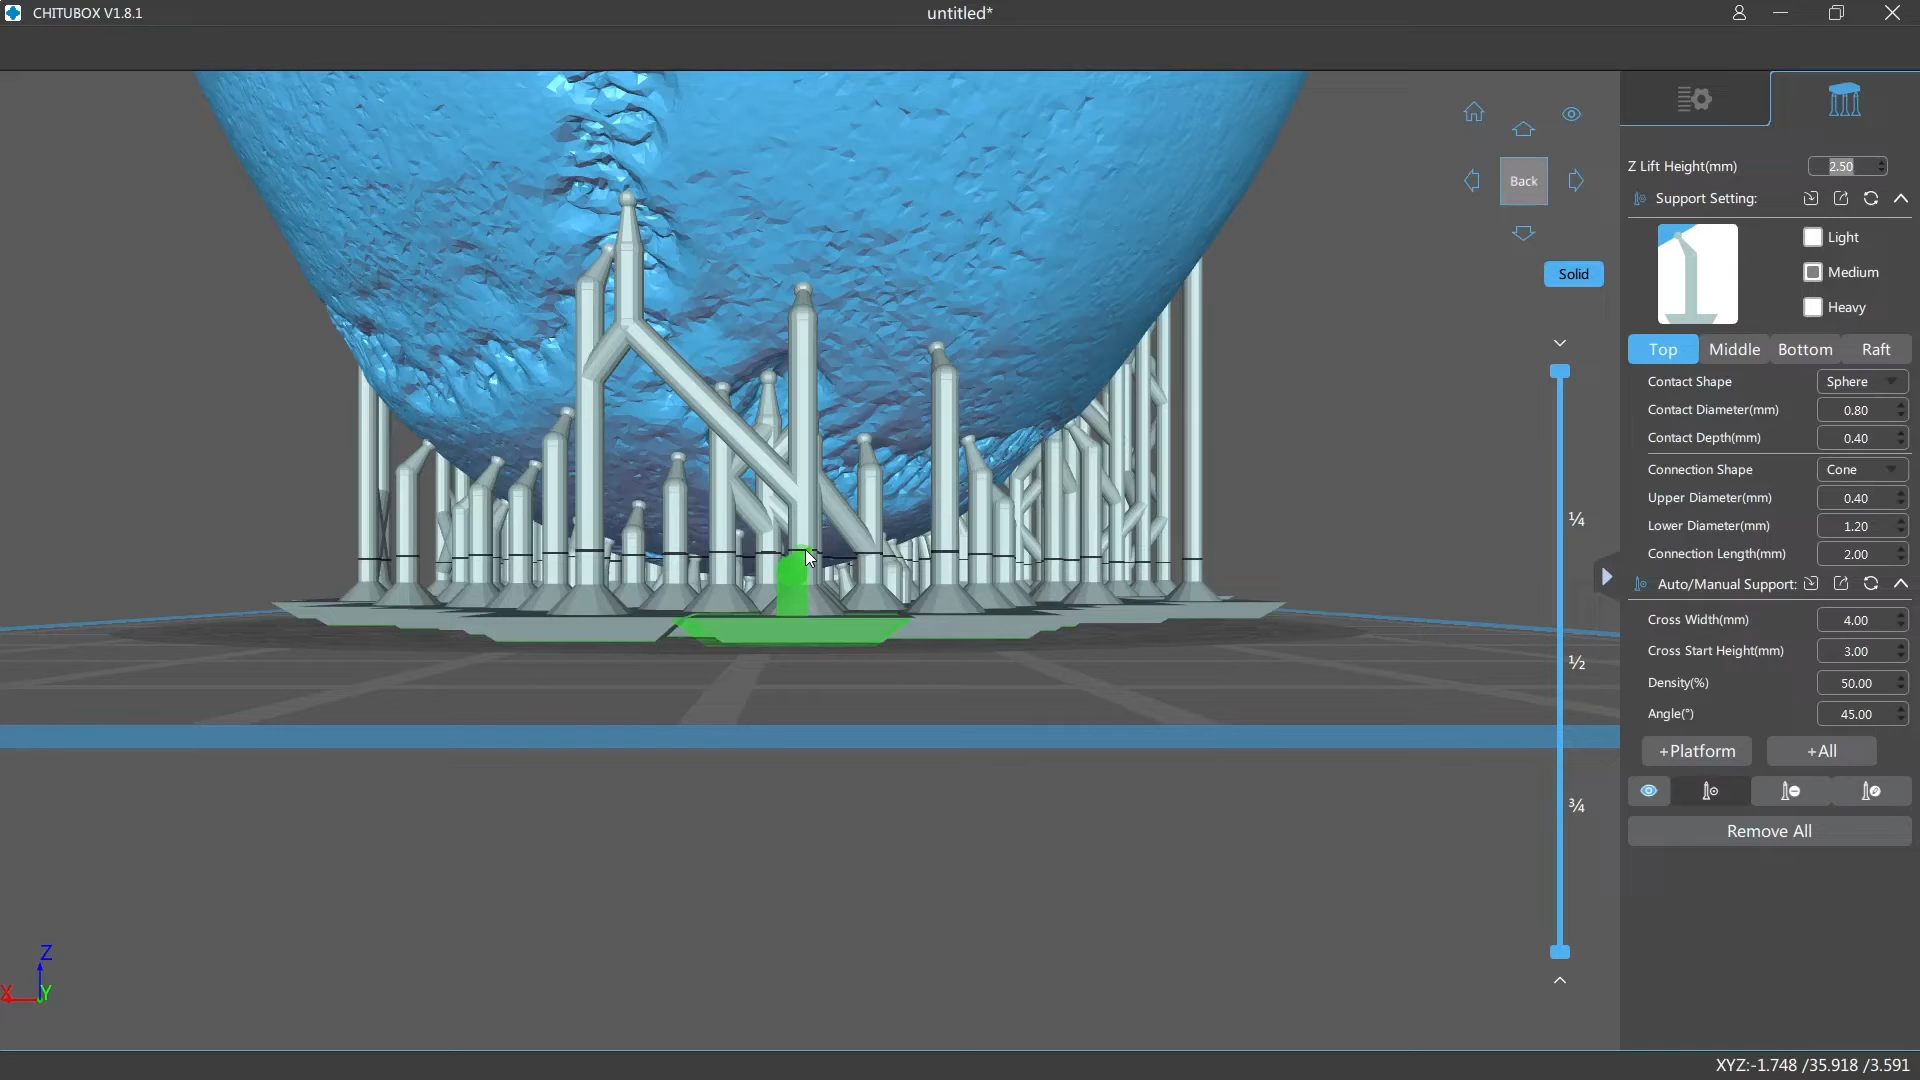 CHITUBOX V1.8.1
untitled*
Back
Solid
¼
½
¾
Z Lift Height(mm) 2.50
Support Setting:
Light
Medium
Heavy
Top Middle Bottom Raft
Contact Shape Sphere
Contact Diameter(mm) 0.80
Contact Depth(mm) 0.40
Connection Shape Cone
Upper Diameter(mm) 0.40
Lower Diameter(mm) 1.20
Connection Length(mm) 2.00
Auto/Manual Support:
Cross Width(mm) 4.00
Cross Start Height(mm) 3.00
Density(%) 50.00
Angle(°) 45.00
+Platform +All
Remove All
Z
X Y
XYZ:-1.748 /35.918 /3.591